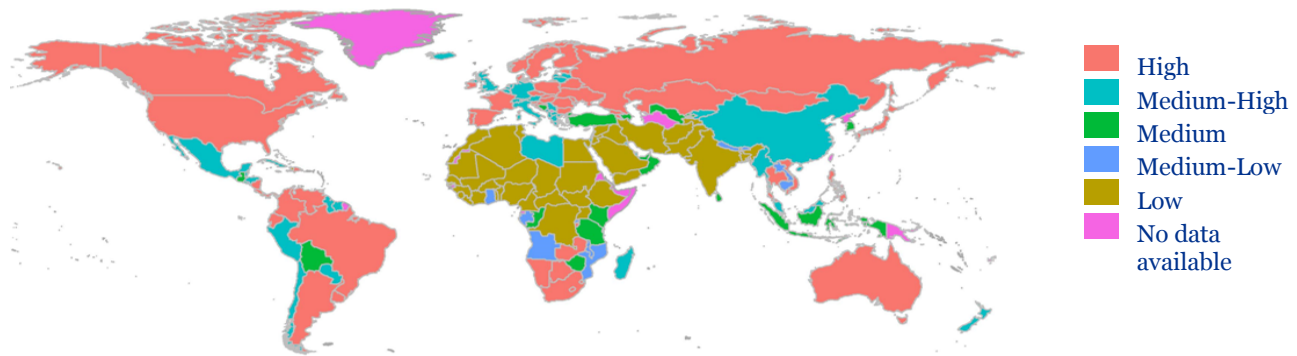 High
Medium-High
Medium
Medium-Low
Low
No data
available